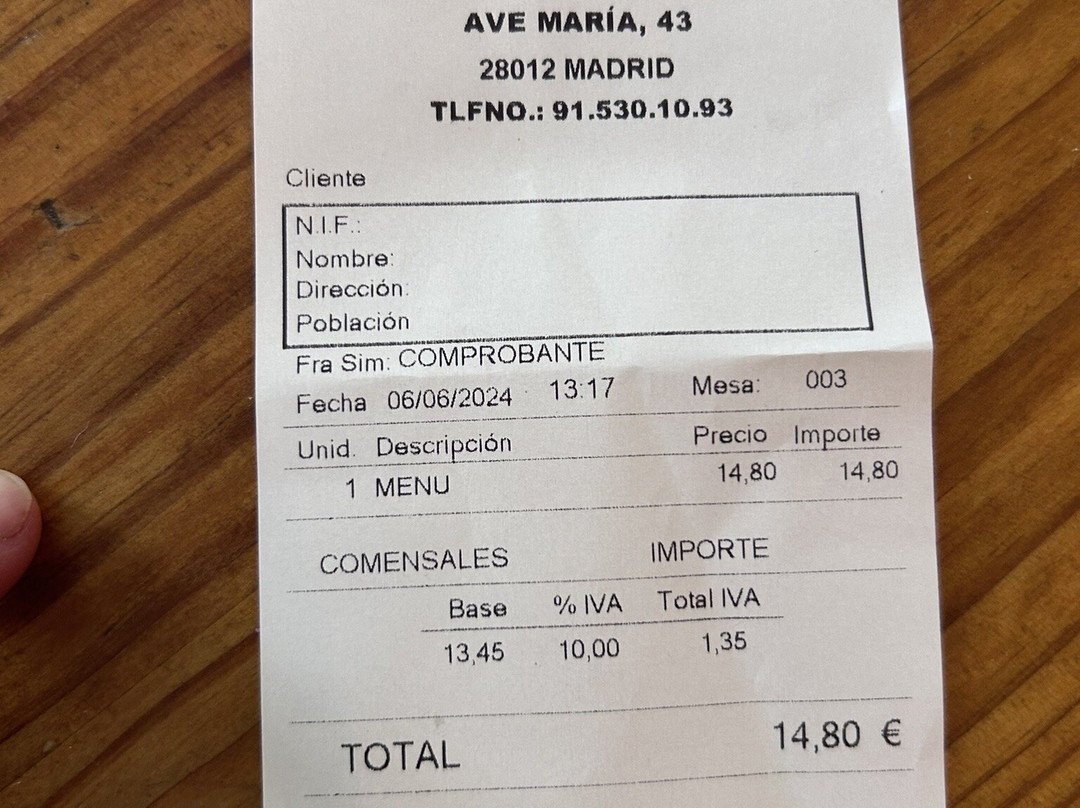 AVE MARÍA, 43
28012 MADRID
TLFNO.: 91.530.10.93
Cliente
N.I.F.:
Nombre:
Dirección:
Población
Fra Sim: COMPROBANTE
Fecha 06/06/2024 13:17 Mesa: 003
Unid. Descripción Precio Importe
1 MENU 14,80 14,80
COMENSALES IMPORTE
Base % IVA Total IVA
13,45 10,00 1,35
TOTAL 14,80 €